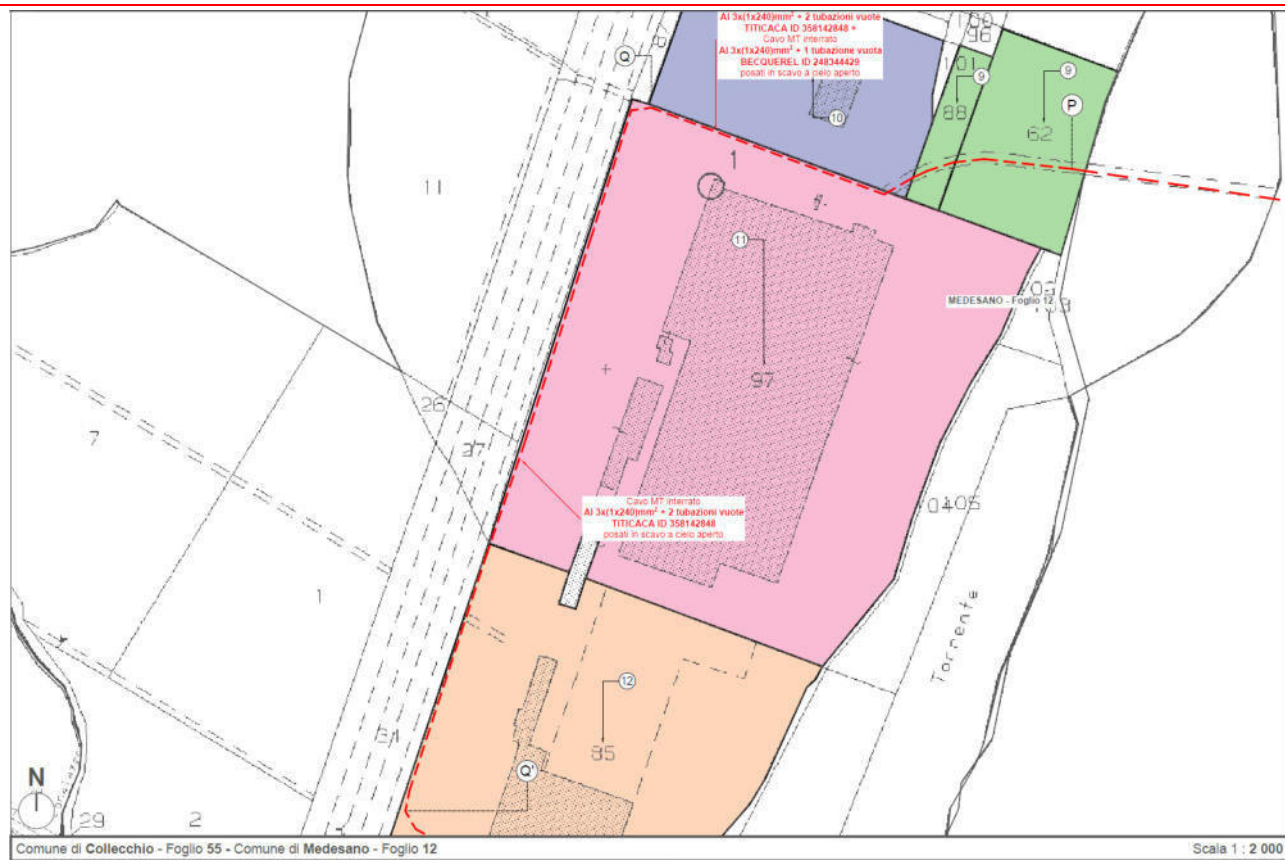 Al 3x(1x240)mm² + 2 tubazioni vuote
TITICACA ID 358142848 +
Cavo MT interrato
Al 3x(1x240)mm² + 1 tubazione vuota
BECQUEREL ID 248344429
posati in scavo a cielo aperto
Q
96
101
9
9
88
62
P
10
1
11
11
MEDESANO - Foglio 12
97
26
7
Cavo MT interrato
Al 3x(1x240)mm² + 2 tubazioni vuote
TITICACA ID 358142848
posati in scavo a cielo aperto
105
1
Torrente
12
85
31
Q'
N
29
2
Comune di Collecchio - Foglio 55 - Comune di Medesano - Foglio 12
Scala 1 : 2 000